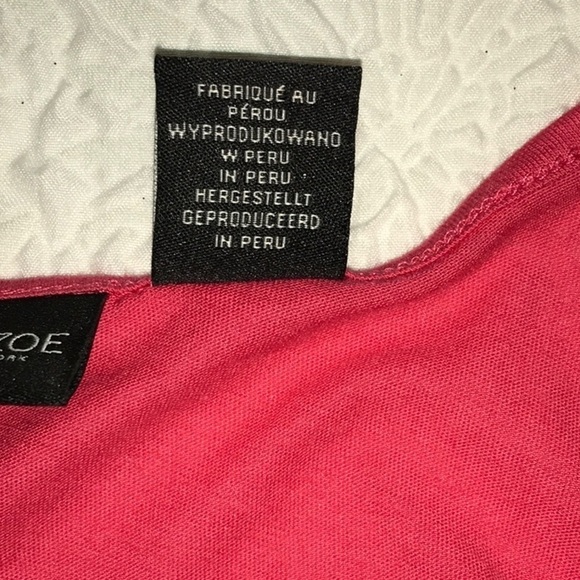 FABRIQUÉ AU
PÉROU
WYPRODUKOWANO
W PERU
IN PERU
HERGESTELLT
GEPRODUCEERD
IN PERU
ZOE